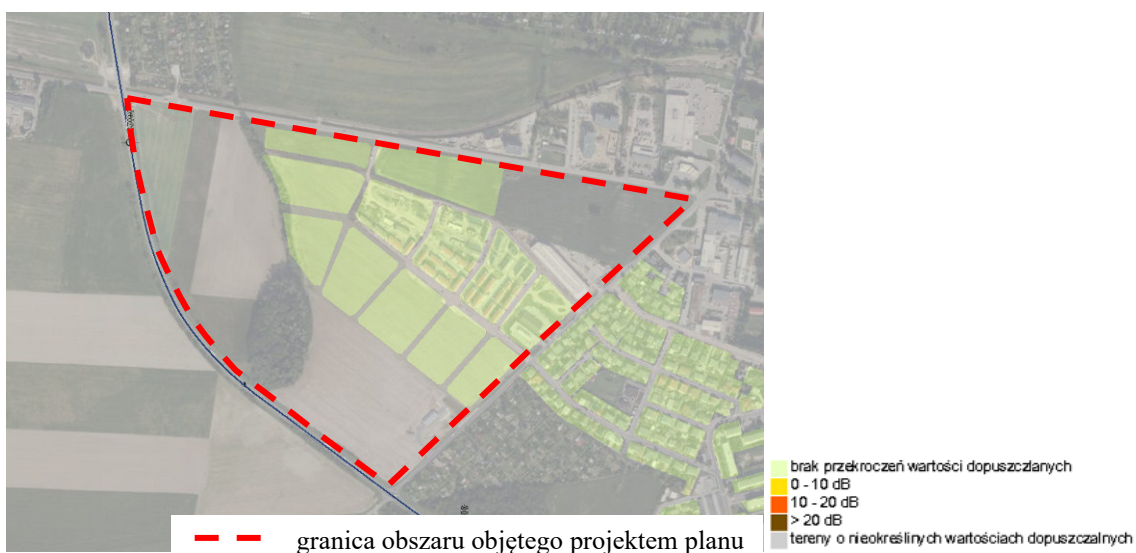 brak przekroczeń wartości dopuszczlanych
0 - 10 dB
10 - 20 dB
> 20 dB
tereny o nieokreślinych wartościach dopuszczalnych
granica obszaru objętego projektem planu